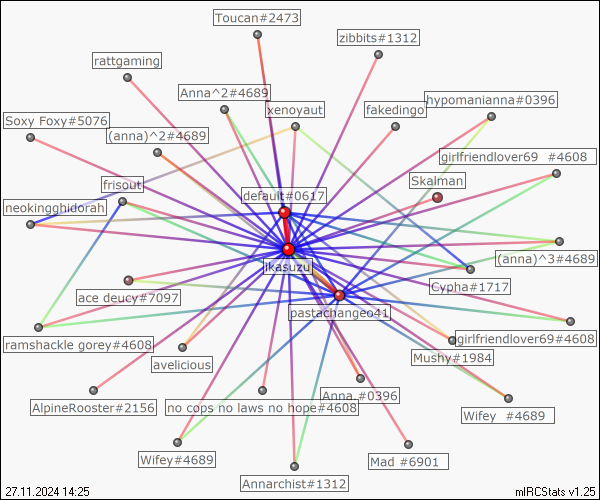 Toucan#2473
zibbits#1312
rattgaming
Anna^2#4689
hypomanianna#0396
xenoyaut
fakedingo
Soxy Foxy#5076
(anna)^2#4689
girlfriendlover69 #4608
frisout
Skalman
default#0617
neokingghidorah
(anna)^3#4689
ikasuzu
Cypha#1717
ace deucy#7097
pastachangeo41
girlfriendlover69#4608
ramshackle gorey#4608
Mushy#1984
avelicious
Anna_#0396
AlpineRooster#2156
no cops no laws no hope#4608
Wifey #4689
Wifey#4689
Mad #6901
Annarchist#1312
27.11.2024 14:25
mIRCStats v1.25